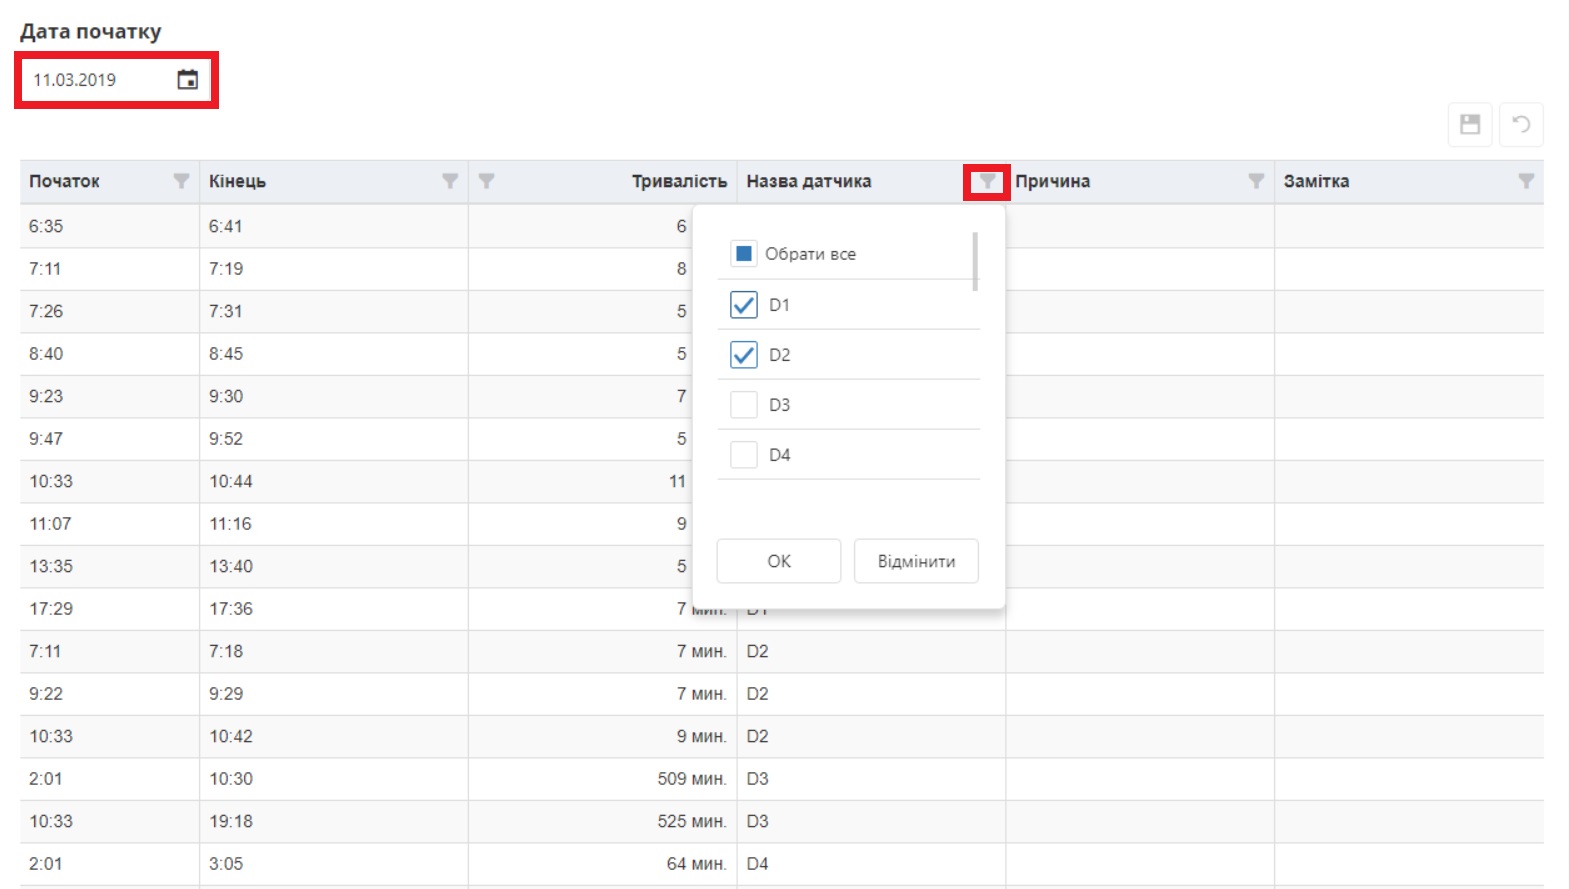 Дата початку
11.03.2019
Початок Кінець Тривалість Назва датчика Причина Замітка
6:35 6:41 6
Обрати все
7:11 7:19 8
D1
7:26 7:31 5
8:40 8:45 5 D2
9:23 9:30 7 D3
9:47 9:52 5 D4
10:33 10:44 11
11:07 11:16 9
13:35 13:40 5 ОК Відмінити
17:29 17:36 7 мин. D1
7:11 7:18 7 мин. D2
9:22 9:29 7 мин. D2
10:33 10:42 9 мин. D2
2:01 10:30 509 мин. D3
10:33 19:18 525 мин. D3
2:01 3:05 64 мин. D4